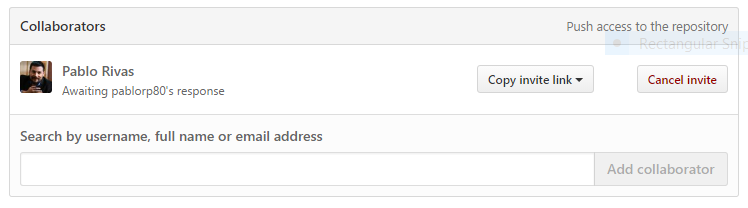 Collaborators
Push access to the repository
Rectangular Snip
Pablo Rivas
Awaiting pablorp80's response
Copy invite link
Cancel invite
Search by username, full name or email address
Add collaborator